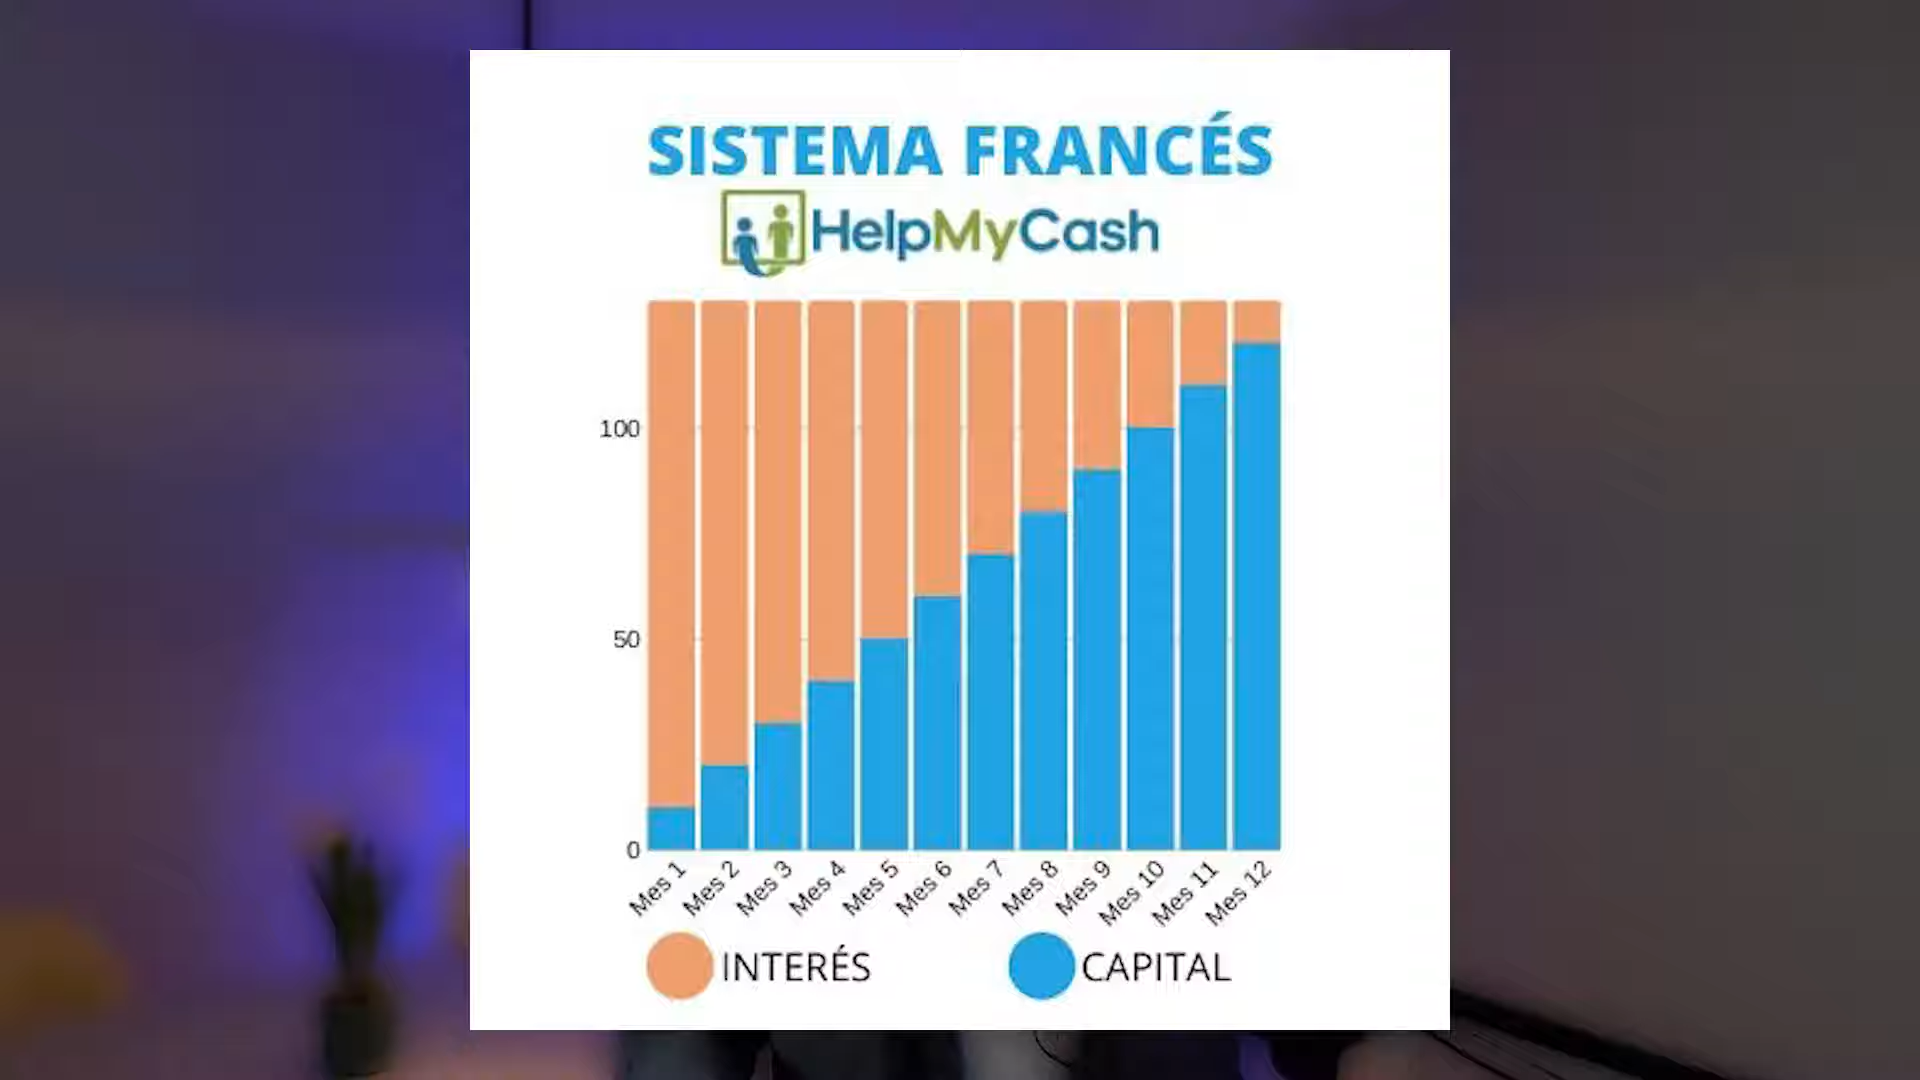 SISTEMA FRANCÉS
HelpMyCash
100
50
0
Mes 1
Mes 2
Mes 3
Mes 4
Mes 5
Mes 6
Mes 7
Mes 8
Mes 9
Mes 10
Mes 11
Mes 12
INTERÉS
CAPITAL